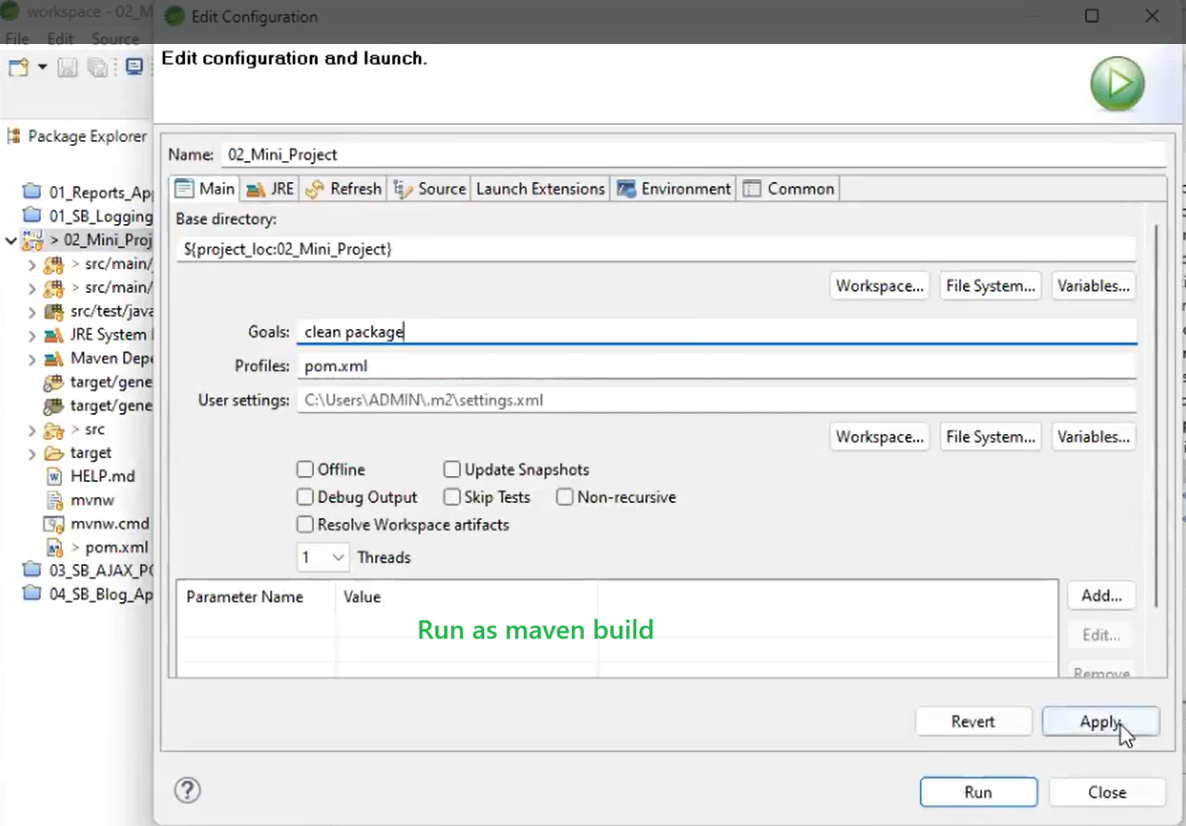 workspace - 02_M
Edit Configuration
File Edit Source
Edit configuration and launch.
Package Explorer
01_Reports_App
01_SB_Logging
> 02_Mini_Proj
> src/main/
> src/main/
src/test/java
JRE System
Maven Depe
target/gene
target/gene
> src
target
HELP.md
mvnw
mvnw.cmd
> pom.xml
03_SB_AJAX_PO
04_SB_Blog_Ap
Name: 02_Mini_Project
Main JRE Refresh Source Launch Extensions Environment Common
Base directory:
${project_loc:02_Mini_Project}
Workspace... File System... Variables...
Goals: clean package
Profiles: pom.xml
User settings: C:\Users\ADMIN\.m2\settings.xml
Workspace... File System... Variables...
Offline Update Snapshots
Debug Output Skip Tests Non-recursive
Resolve Workspace artifacts
1 Threads
Parameter Name Value
Add...
Run as maven build
Edit...
Remove
Revert Apply
? Run Close